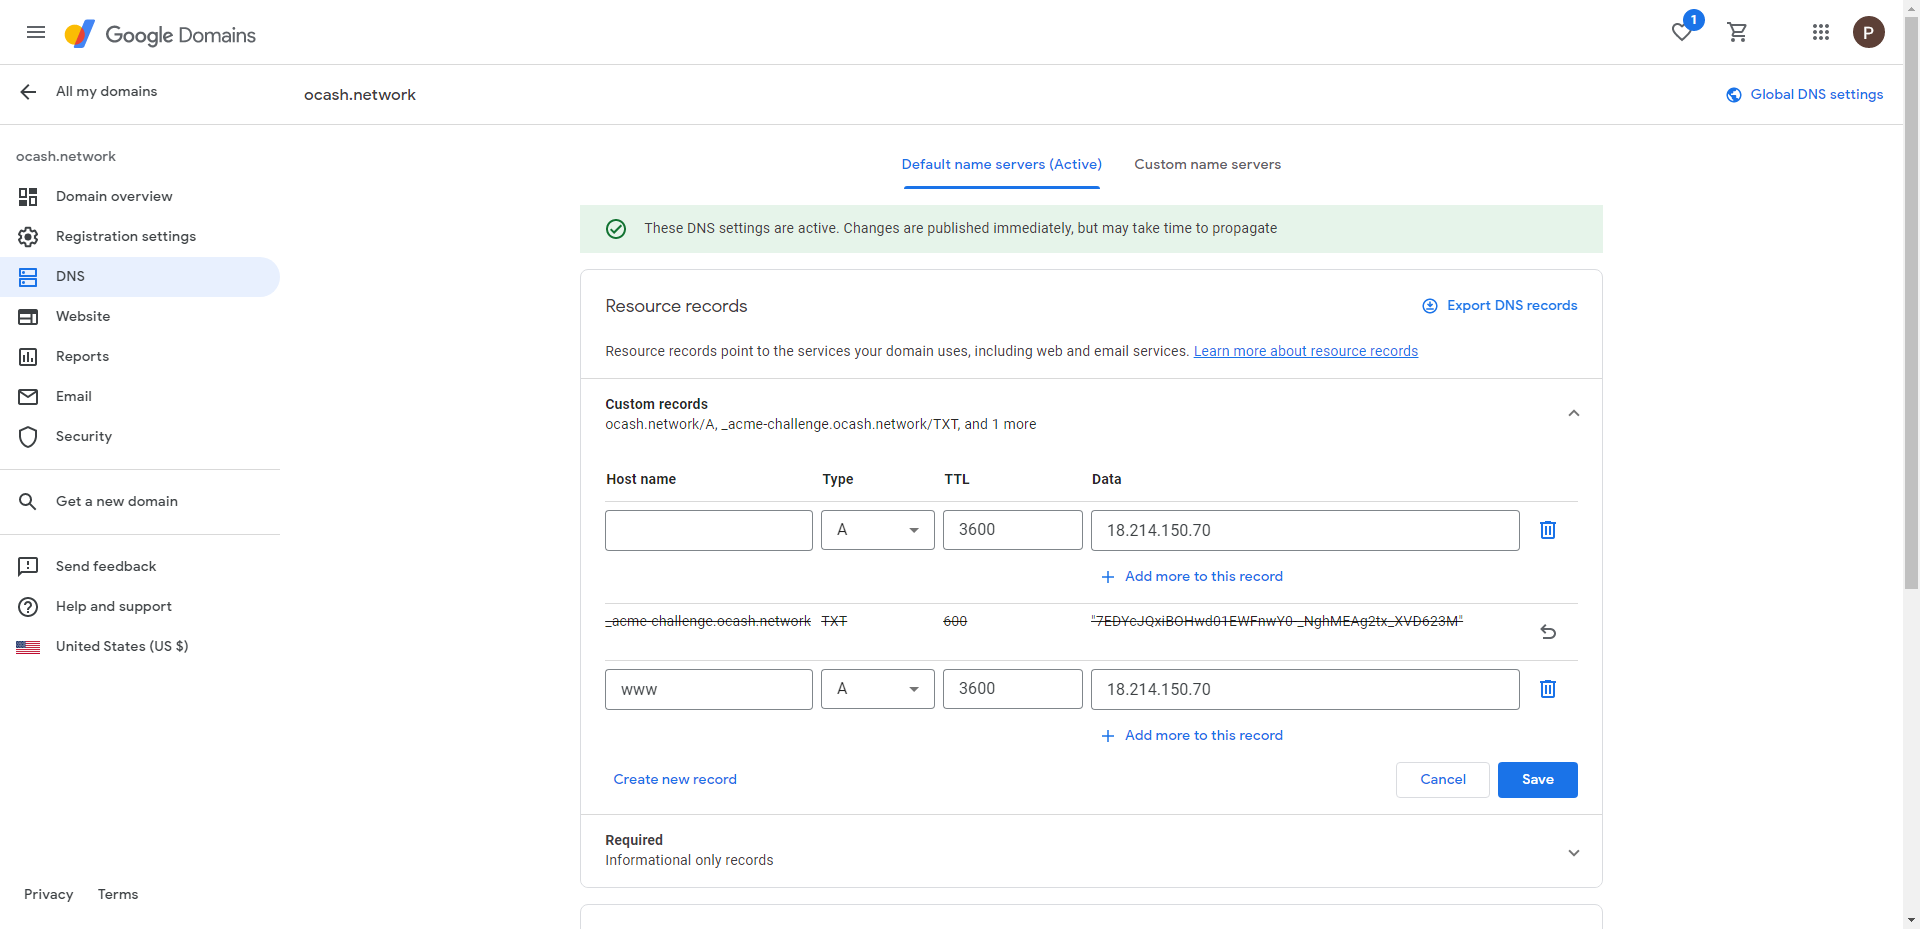 Google Domains
1
P
All my domains
ocash.network
Global DNS settings
ocash.network
Domain overview
Registration settings
DNS
Website
Reports
Email
Security
Get a new domain
Send feedback
Help and support
United States (US $)
Privacy Terms
Default name servers (Active) Custom name servers
These DNS settings are active. Changes are published immediately, but may take time to propagate
Resource records
Export DNS records
Resource records point to the services your domain uses, including web and email services. Learn more about resource records
Custom records
ocash.network/A, _acme-challenge.ocash.network/TXT, and 1 more
Host name Type TTL Data
A 3600 18.214.150.70
Add more to this record
_acme-challenge.ocash.network TXT 600 "7EDYcJQxiBOHwd01EWFnwY0-_NghMEAg2tx_XVD623M"
www A 3600 18.214.150.70
Add more to this record
Create new record Cancel Save
Required
Informational only records